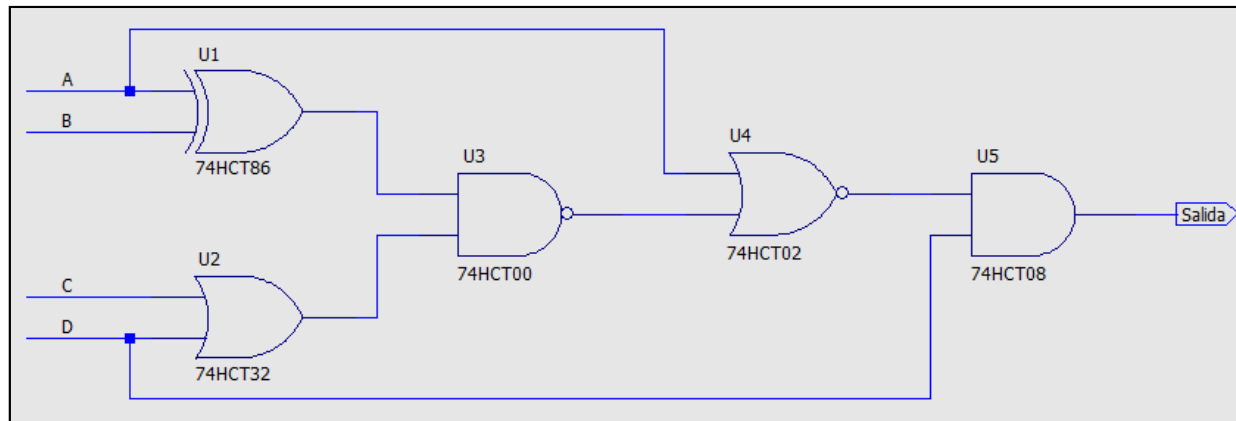 U1
A
B
74HCT86
U3
U4
U5
Salida
U2
74HCT00
74HCT02
74HCT08
C
D
74HCT32